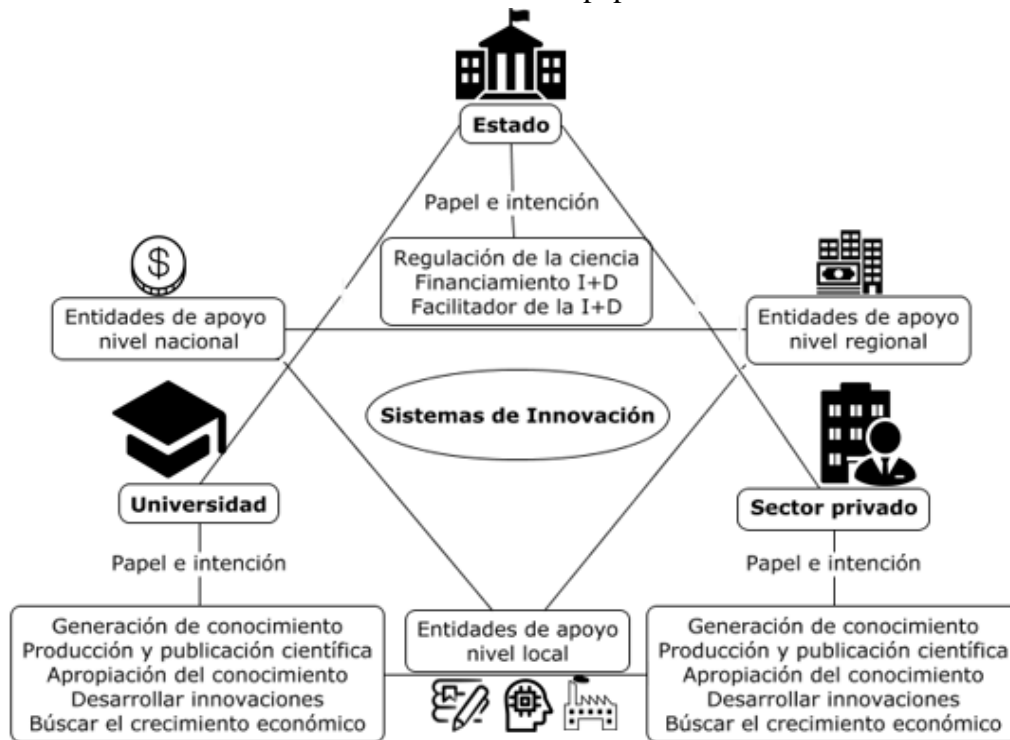 Estado
Papel e intención
Regulación de la ciencia
Financiamiento I+D
Facilitador de la I+D
$
Entidades de apoyo
nivel nacional
Entidades de apoyo
nivel regional
Sistemas de Innovación
Universidad
Sector privado
Papel e intención
Papel e intención
Generación de conocimiento
Producción y publicación científica
Apropiación del conocimiento
Desarrollar innovaciones
Búscar el crecimiento económico
Entidades de apoyo
nivel local
Generación de conocimiento
Producción y publicación científica
Apropiación del conocimiento
Desarrollar innovaciones
Búscar el crecimiento económico